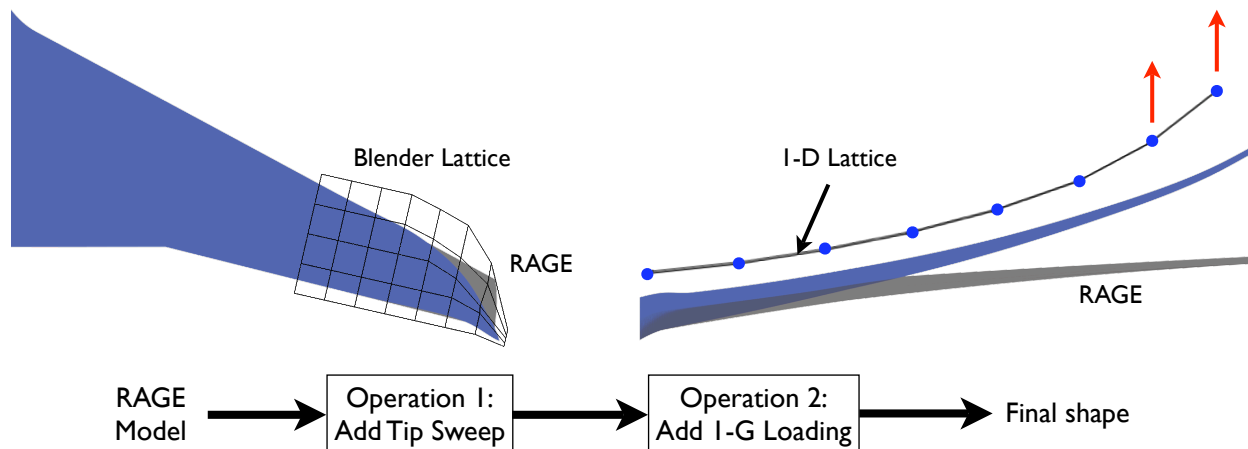 Blender Lattice
1-D Lattice
RAGE
RAGE
RAGE
Model
Operation 1:
Add Tip Sweep
Operation 2:
Add 1-G Loading
Final shape